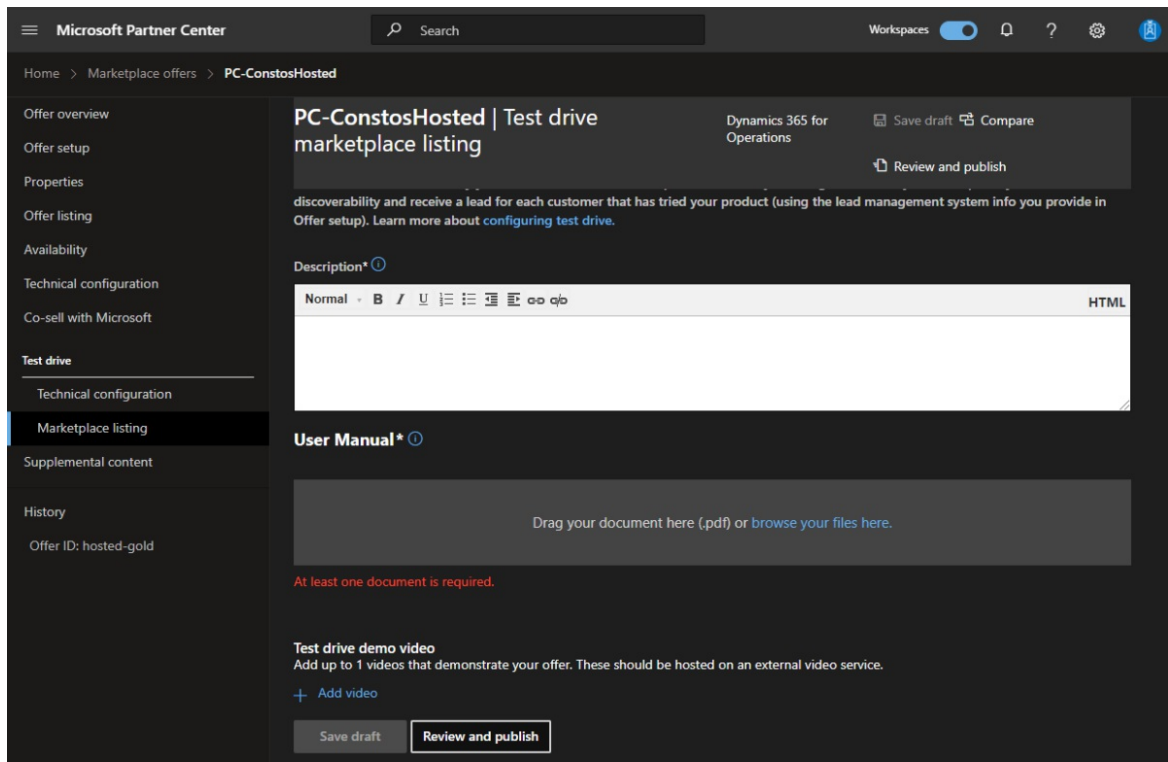 Microsoft Partner Center
Search
Workspaces
?
Home > Marketplace offers > PC-ConstosHosted
Offer overview
Offer setup
Properties
Offer listing
Availability
Technical configuration
Co-sell with Microsoft
Test drive
Technical configuration
Marketplace listing
Supplemental content
History
Offer ID: hosted-gold
PC-ConstosHosted | Test drive
marketplace listing
Dynamics 365 for
Operations
Save draft Compare
Review and publish
discoverability and receive a lead for each customer that has tried your product (using the lead management system info you provide in
Offer setup). Learn more about configuring test drive.
Description*
Normal B I U HTML
User Manual*
Drag your document here (.pdf) or browse your files here.
At least one document is required.
Test drive demo video
Add up to 1 videos that demonstrate your offer. These should be hosted on an external video service.
+ Add video
Save draft Review and publish